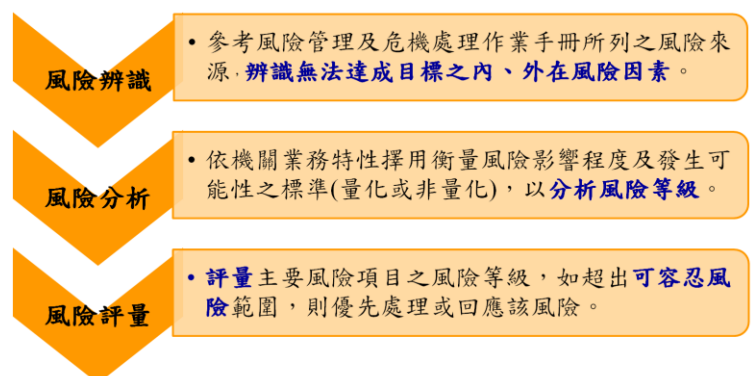 風險辨識
• 參考風險管理及危機處理作業手冊所列之風險來
源，辨識無法達成目標之內、外在風險因素。
風險分析
• 依機關業務特性擇用衡量風險影響程度及發生可
能性之標準(量化或非量化)，以分析風險等級。
風險評量
• 評量主要風險項目之風險等級，如超出可容忍風
險範圍，則優先處理或回應該風險。